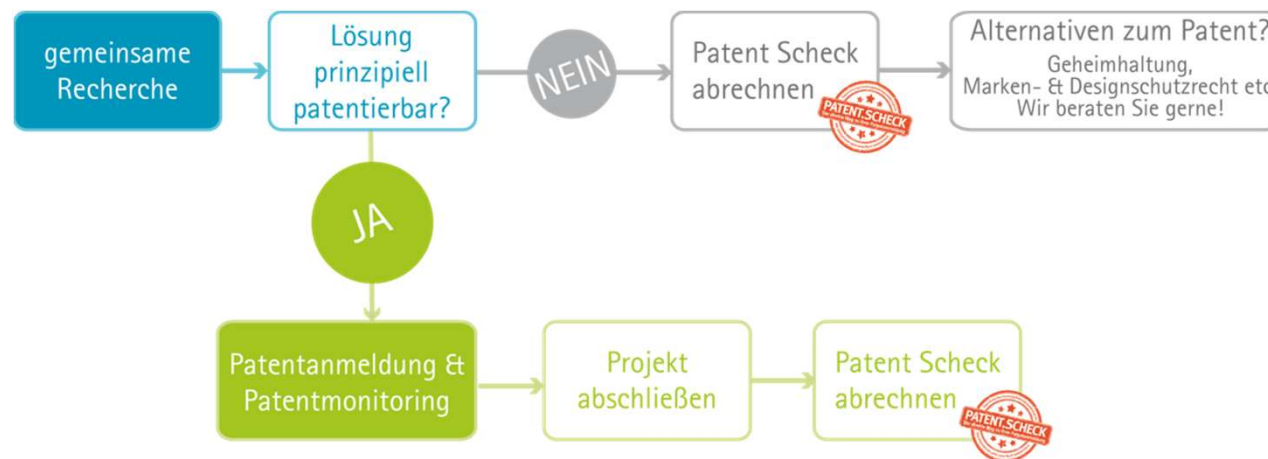 gemeinsame
Recherche
Lösung
prinzipiell
patentierbar?
NEIN
Patent Scheck
abrechnen
PATENT.SCHECK
Alternativen zum Patent?
Geheimhaltung,
Marken- & Designschutzrecht etc
Wir beraten Sie gerne!
JA
Patentanmeldung &
Patentmonitoring
Projekt
abschließen
Patent Scheck
abrechnen
PATENT.SCHECK